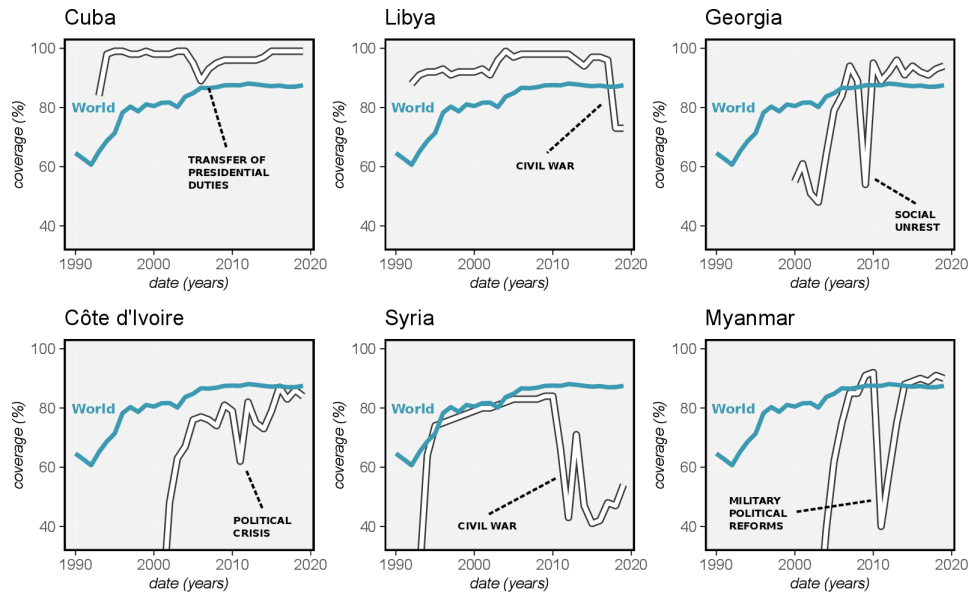 Cuba
100
80
60
40
coverage (%)
World
TRANSFER OF
PRESIDENTIAL
DUTIES
1990 2000 2010 2020
date (years)
Libya
100
80
60
40
coverage (%)
World
CIVIL WAR
1990 2000 2010 2020
date (years)
Georgia
100
80
60
40
coverage (%)
World
SOCIAL
UNREST
1990 2000 2010 2020
date (years)
Côte d'Ivoire
100
80
60
40
coverage (%)
World
POLITICAL
CRISIS
1990 2000 2010 2020
date (years)
Syria
100
80
60
40
coverage (%)
World
CIVIL WAR
1990 2000 2010 2020
date (years)
Myanmar
100
80
60
40
coverage (%)
World
MILITARY
POLITICAL
REFORMS
1990 2000 2010 2020
date (years)